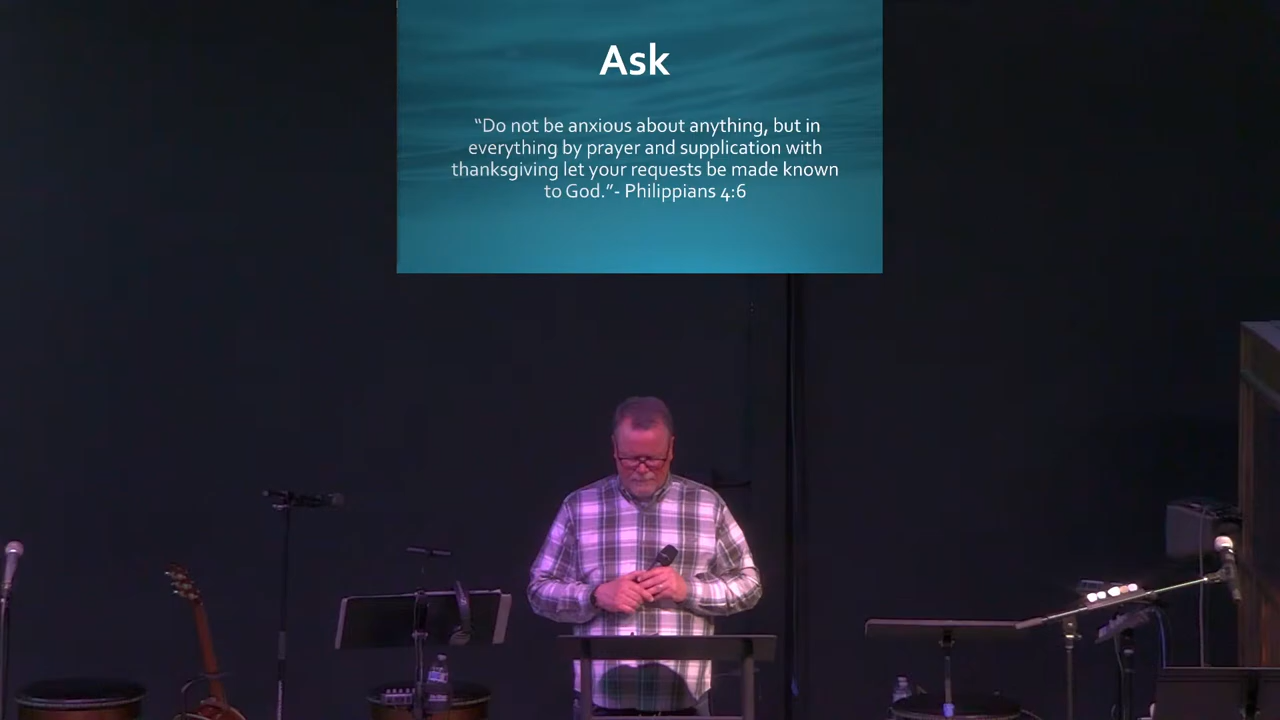 Ask
“Do not be anxious about anything, but in
everything by prayer and supplication with
thanksgiving let your requests be made known
to God.”- Philippians 4:6